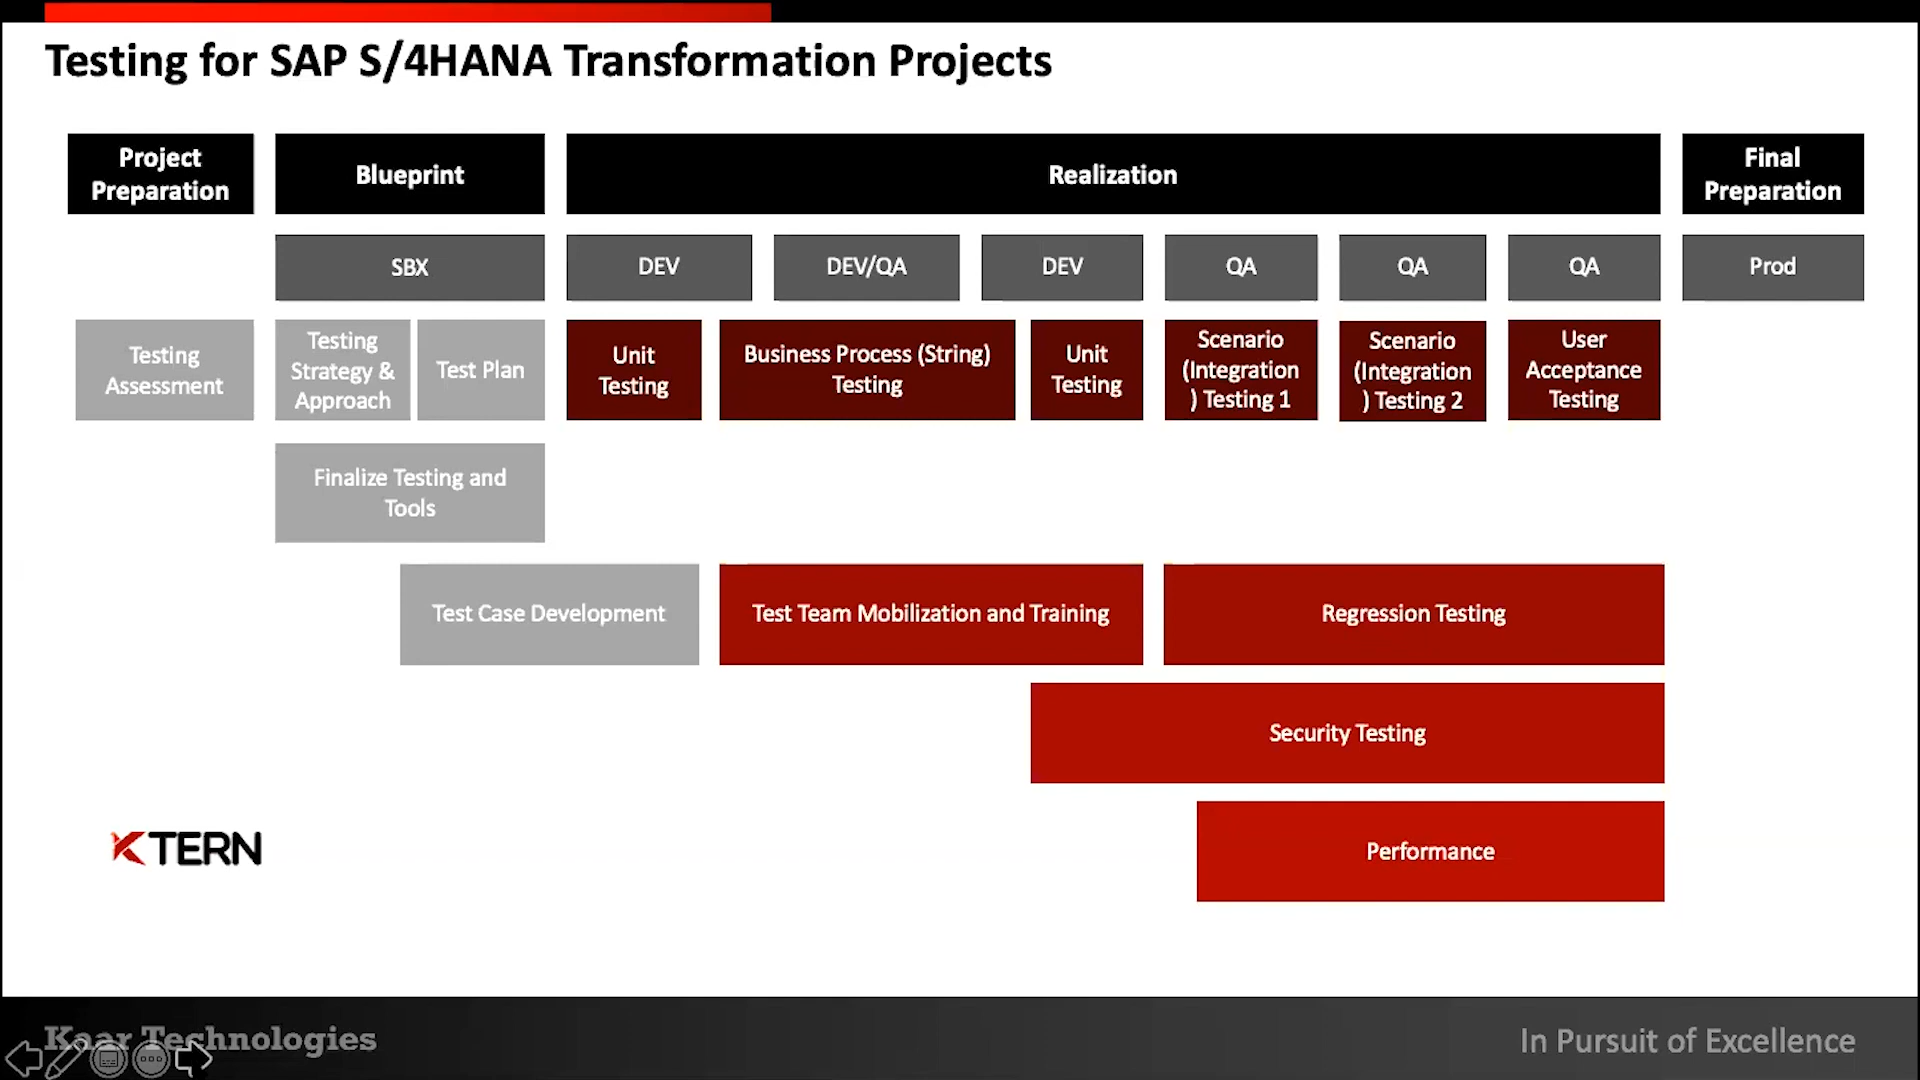 Testing for SAP S/4HANA Transformation Projects
Project
Preparation
Blueprint
Realization
Final
Preparation
SBX
DEV
DEV/QA
DEV
QA
QA
QA
Prod
Testing
Assessment
Testing
Strategy &
Approach
Test Plan
Unit
Testing
Business Process (String)
Testing
Unit
Testing
Scenario
(Integration
) Testing 1
Scenario
(Integration
) Testing 2
User
Acceptance
Testing
Finalize Testing and
Tools
Test Case Development
Test Team Mobilization and Training
Regression Testing
Security Testing
Performance
KTERN
Kaar Technologies
In Pursuit of Excellence